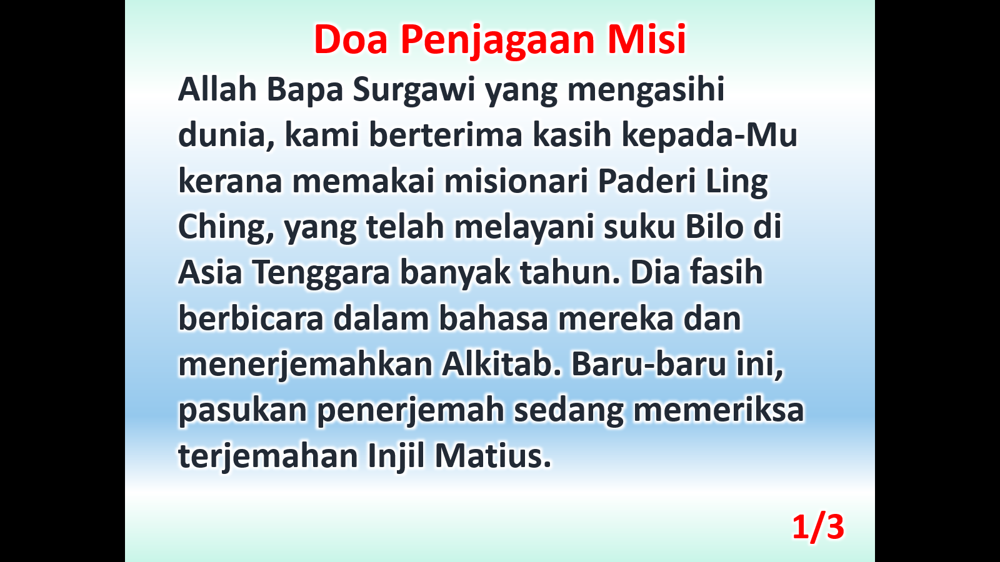 Doa Penjagaan Misi
Allah Bapa Surgawi yang mengasihi
dunia, kami berterima kasih kepada-Mu
kerana memakai misionari Paderi Ling
Ching, yang telah melayani suku Bilo di
Asia Tenggara banyak tahun. Dia fasih
berbicara dalam bahasa mereka dan
menerjemahkan Alkitab. Baru-baru ini,
pasukan penerjemah sedang memeriksa
terjemahan Injil Matius.
1/3